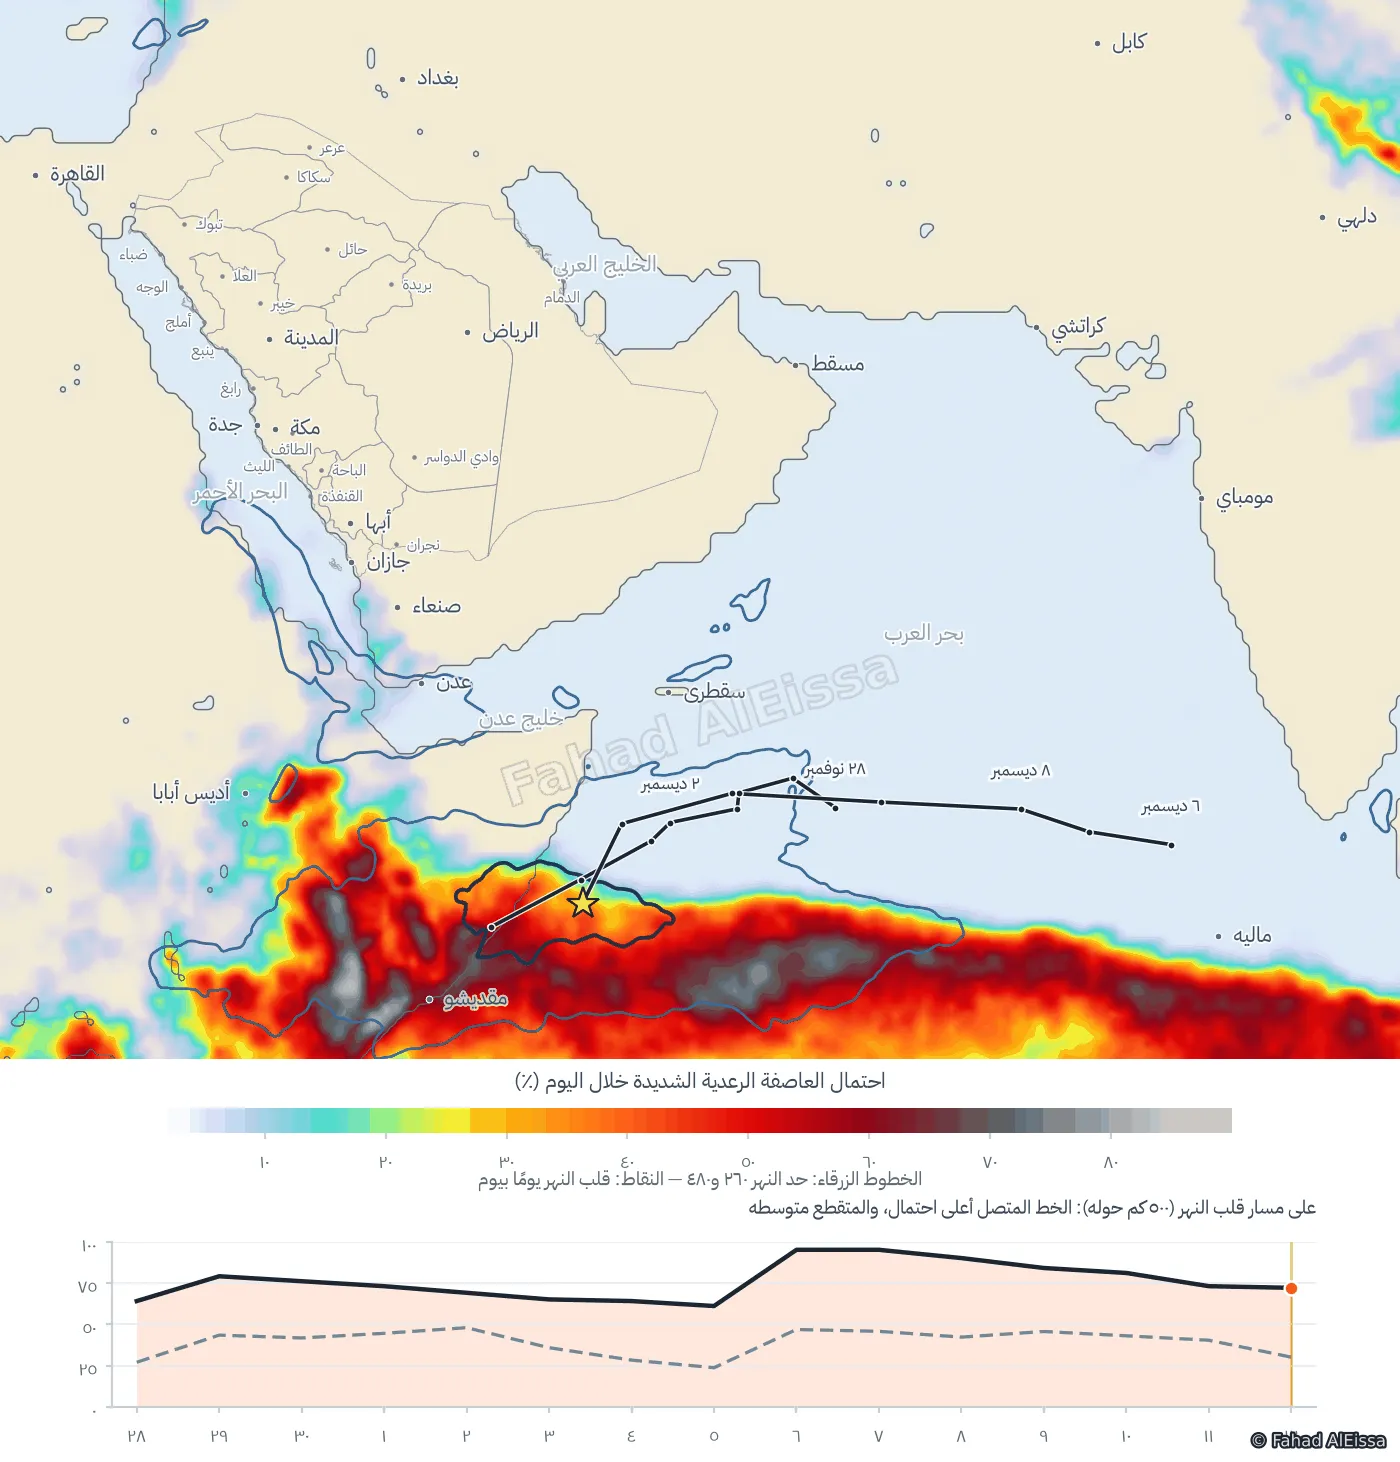 كابل
بغداد
القاهرة
عرعر
سكاكا
دلهي
تبوك
ضباء
حائل
الخليج العربي
العلا
الوجه
بريدة
الدمام
خيبر
أملج
كراتشي
المدينة
الرياض
ينبع
مسقط
رابغ
جدة
مكة
الطائف
وادي الدواسر
الليث
الباحة
البحر الأحمر
القنفذة
مومباي
أبها
نجران
جازان
صنعاء
بحر العرب
عدن
سقطرى
خليج عدن
Fahad AlEissa
٢٨ نوفمبر
٨ ديسمبر
٢ ديسمبر
أديس أبابا
٦ ديسمبر
ماليه
مقديشو
احتمال العاصفة الرعدية الشديدة خلال اليوم (٪)
١٠ ٢٠ ٣٠ ٤٠ ٥٠ ٦٠ ٧٠ ٨٠
الخطوط الزرقاء: حد النهر ٢٦٠ و٤٨٠ — النقاط: قلب النهر يومًا بيوم
على مسار قلب النهر (٥٠٠ كم حوله): الخط المتصل أعلى احتمال، والمتقطع متوسطه
١٠٠
٧٥
٥٠
٢٥
٠
٢٨ ٢٩ ٣٠ ١ ٢ ٣ ٤ ٥ ٦ ٧ ٨ ٩ ١٠ ١١
© Fahad AlEissa